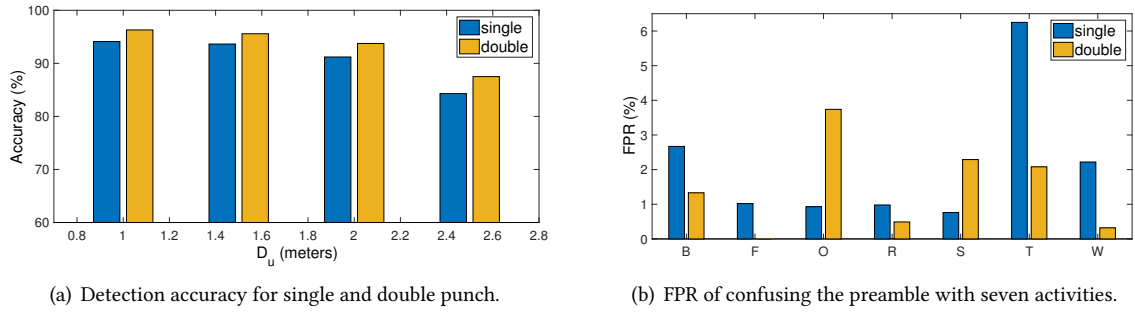 100
95
90
80
70
60
Accuracy (%)
0.8 1 1.2 1.4 1.6 1.8 2 2.2 2.4 2.6 2.8
D_u (meters)
single
double
(a) Detection accuracy for single and double punch.
6
5
4
3
2
1
0
FPR (%)
B F O R S T W
single
double
(b) FPR of confusing the preamble with seven activities.